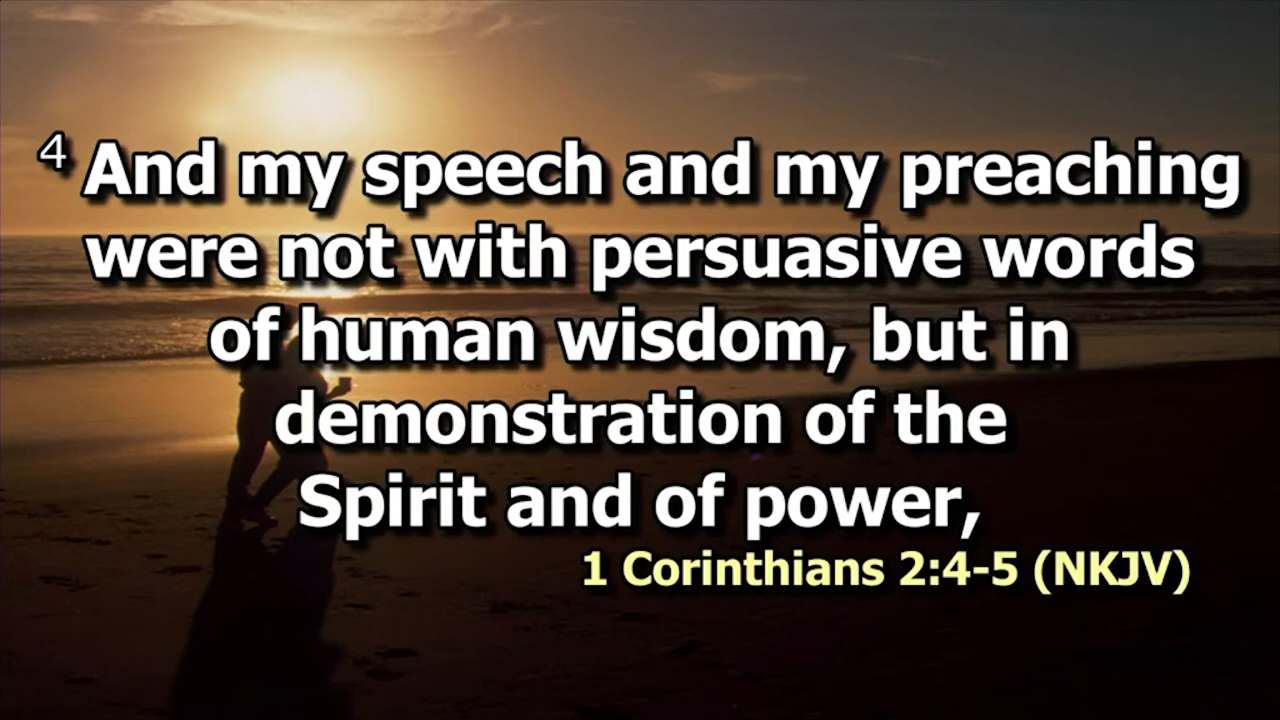 4 And my speech and my preaching
were not with persuasive words
of human wisdom, but in
demonstration of the
Spirit and of power,
1 Corinthians 2:4-5 (NKJV)